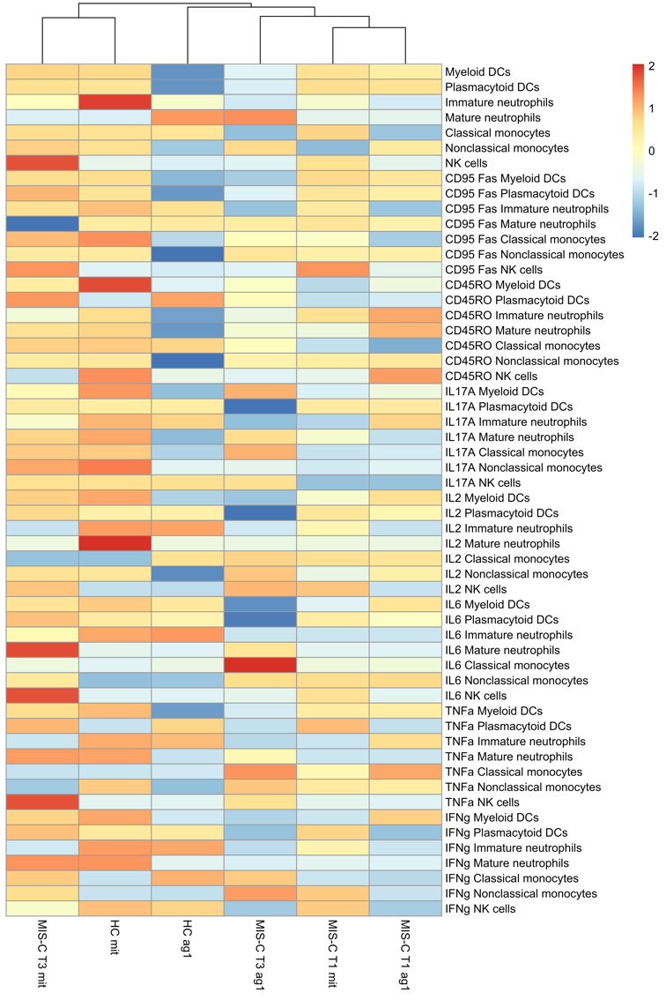 2
1
0
-1
-2
Myeloid DCs
Plasmacytoid DCs
Immature neutrophils
Mature neutrophils
Classical monocytes
Nonclassical monocytes
NK cells
CD95 Fas Myeloid DCs
CD95 Fas Plasmacytoid DCs
CD95 Fas Immature neutrophils
CD95 Fas Mature neutrophils
CD95 Fas Classical monocytes
CD95 Fas Nonclassical monocytes
CD95 Fas NK cells
CD45RO Myeloid DCs
CD45RO Plasmacytoid DCs
CD45RO Immature neutrophils
CD45RO Mature neutrophils
CD45RO Classical monocytes
CD45RO Nonclassical monocytes
CD45RO NK cells
IL17A Myeloid DCs
IL17A Plasmacytoid DCs
IL17A Immature neutrophils
IL17A Mature neutrophils
IL17A Classical monocytes
IL17A Nonclassical monocytes
IL17A NK cells
IL2 Myeloid DCs
IL2 Plasmacytoid DCs
IL2 Immature neutrophils
IL2 Mature neutrophils
IL2 Classical monocytes
IL2 Nonclassical monocytes
IL2 NK cells
IL6 Myeloid DCs
IL6 Plasmacytoid DCs
IL6 Immature neutrophils
IL6 Mature neutrophils
IL6 Classical monocytes
IL6 Nonclassical monocytes
IL6 NK cells
TNFa Myeloid DCs
TNFa Plasmacytoid DCs
TNFa Immature neutrophils
TNFa Mature neutrophils
TNFa Classical monocytes
TNFa Nonclassical monocytes
TNFa NK cells
IFNg Myeloid DCs
IFNg Plasmacytoid DCs
IFNg Immature neutrophils
IFNg Mature neutrophils
IFNg Classical monocytes
IFNg Nonclassical monocytes
IFNg NK cells
MIS-C T3 mit
HC mit
HC ag1
MIS-C T3 ag1
MIS-C T1 mit
MIS-C T1 ag1